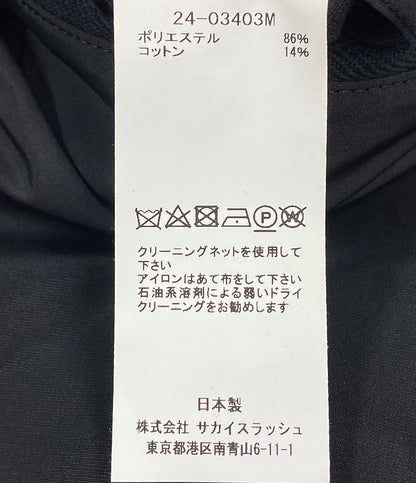 24-03403M
ポリエステル 86%
コットン 14%
P W
クリーニングネットを使用して
下さい
アイロンはあて布をして下さい
石油系溶剤による弱いドライ
クリーニングをお勧めします
日本製
株式会社 サカイスラッシュ
東京都港区南青山6-11-1